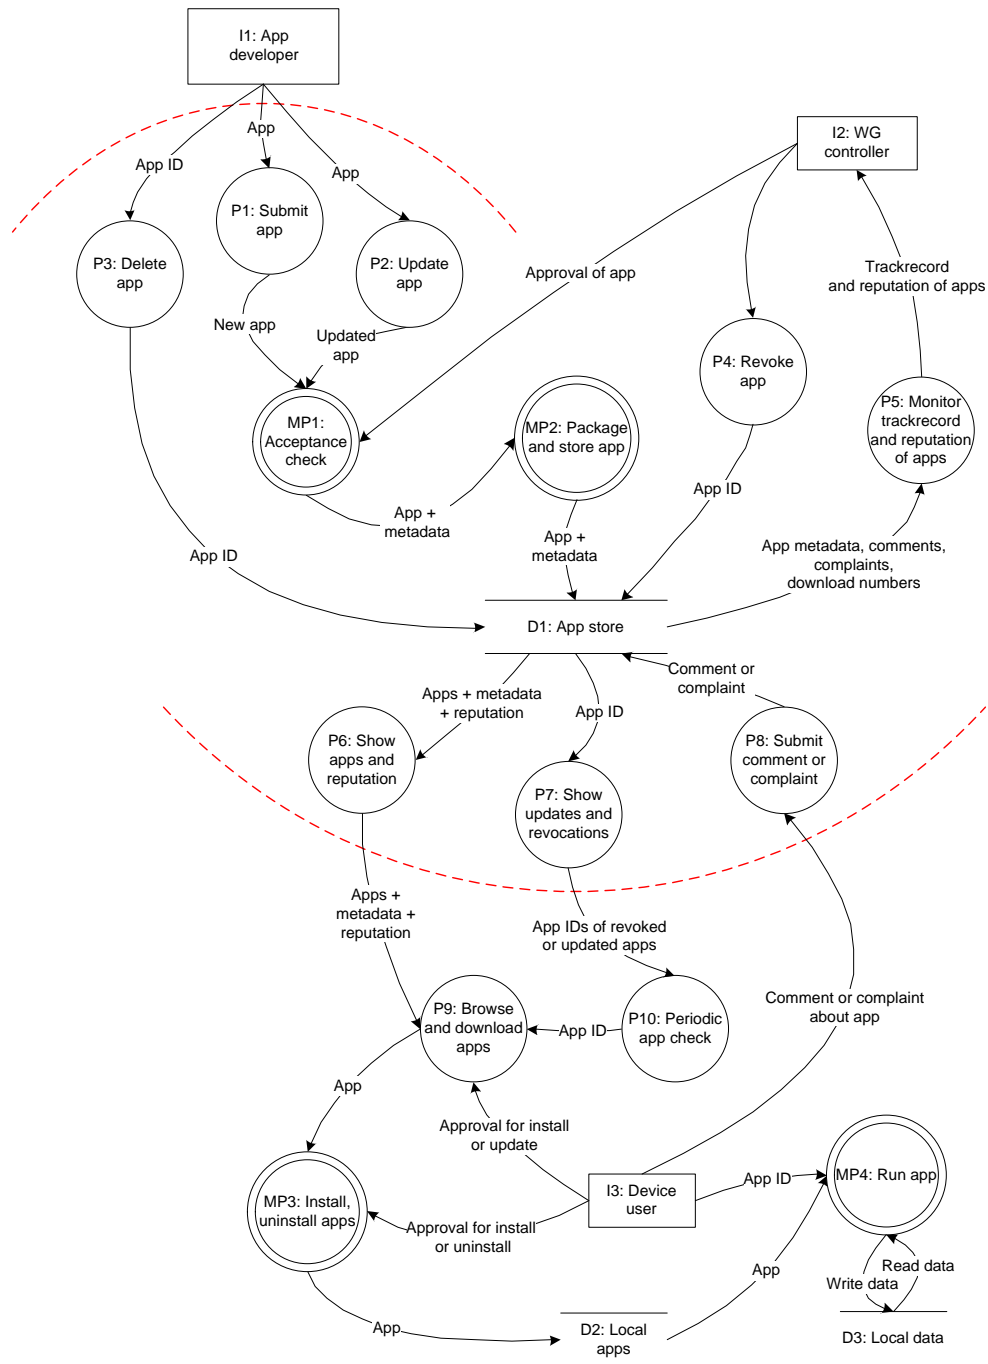 I1: App
developer
App
App ID
App
I2: WG
controller
P1: Submit
app
P3: Delete
app
P2: Update
app
Approval of app
Trackrecord
and reputation of apps
New app
Updated
app
P4: Revoke
app
P5: Monitor
trackrecord
and reputation
of apps
MP1:
Acceptance
check
MP2: Package
and store app
App ID
App +
metadata
App +
metadata
App ID
App metadata, comments,
complaints,
download numbers
D1: App store
Comment or
complaint
Apps + metadata
+ reputation
App ID
P6: Show
apps and
reputation
P7: Show
updates and
revocations
P8: Submit
comment or
complaint
Apps +
metadata +
reputation
App IDs of revoked
or updated apps
P9: Browse
and download
apps
App ID
P10: Periodic
app check
Comment or complaint
about app
App
Approval for install
or update
MP3: Install,
uninstall apps
Approval for install
or uninstall
I3: Device
user
App ID
MP4: Run app
App
Read data
Write data
App
D2: Local
apps
D3: Local data